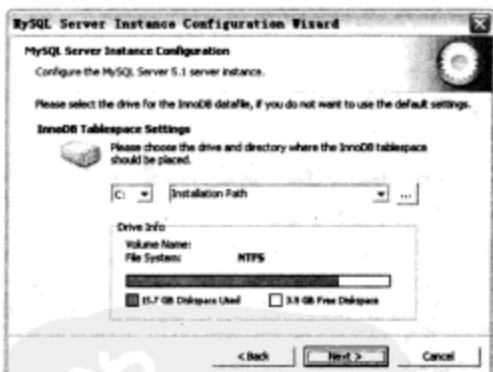 MySQL Server Instance Configuration Wizard
MySQL Server Instance Configuration
Configure the MySQL Server 5.1 server instance.
Please select the drive for the InnoDB datafile, if you do not want to use the default settings.
InnoDB Tablespace Settings
Please choose the drive and directory where the InnoDB tablespace
should be placed.
C: Installation Path ...
Drive Info
Volume Name:
File System: NTFS
15.7 GB Diskspace Used 3.8 GB Free Diskspace
< Back Next > Cancel